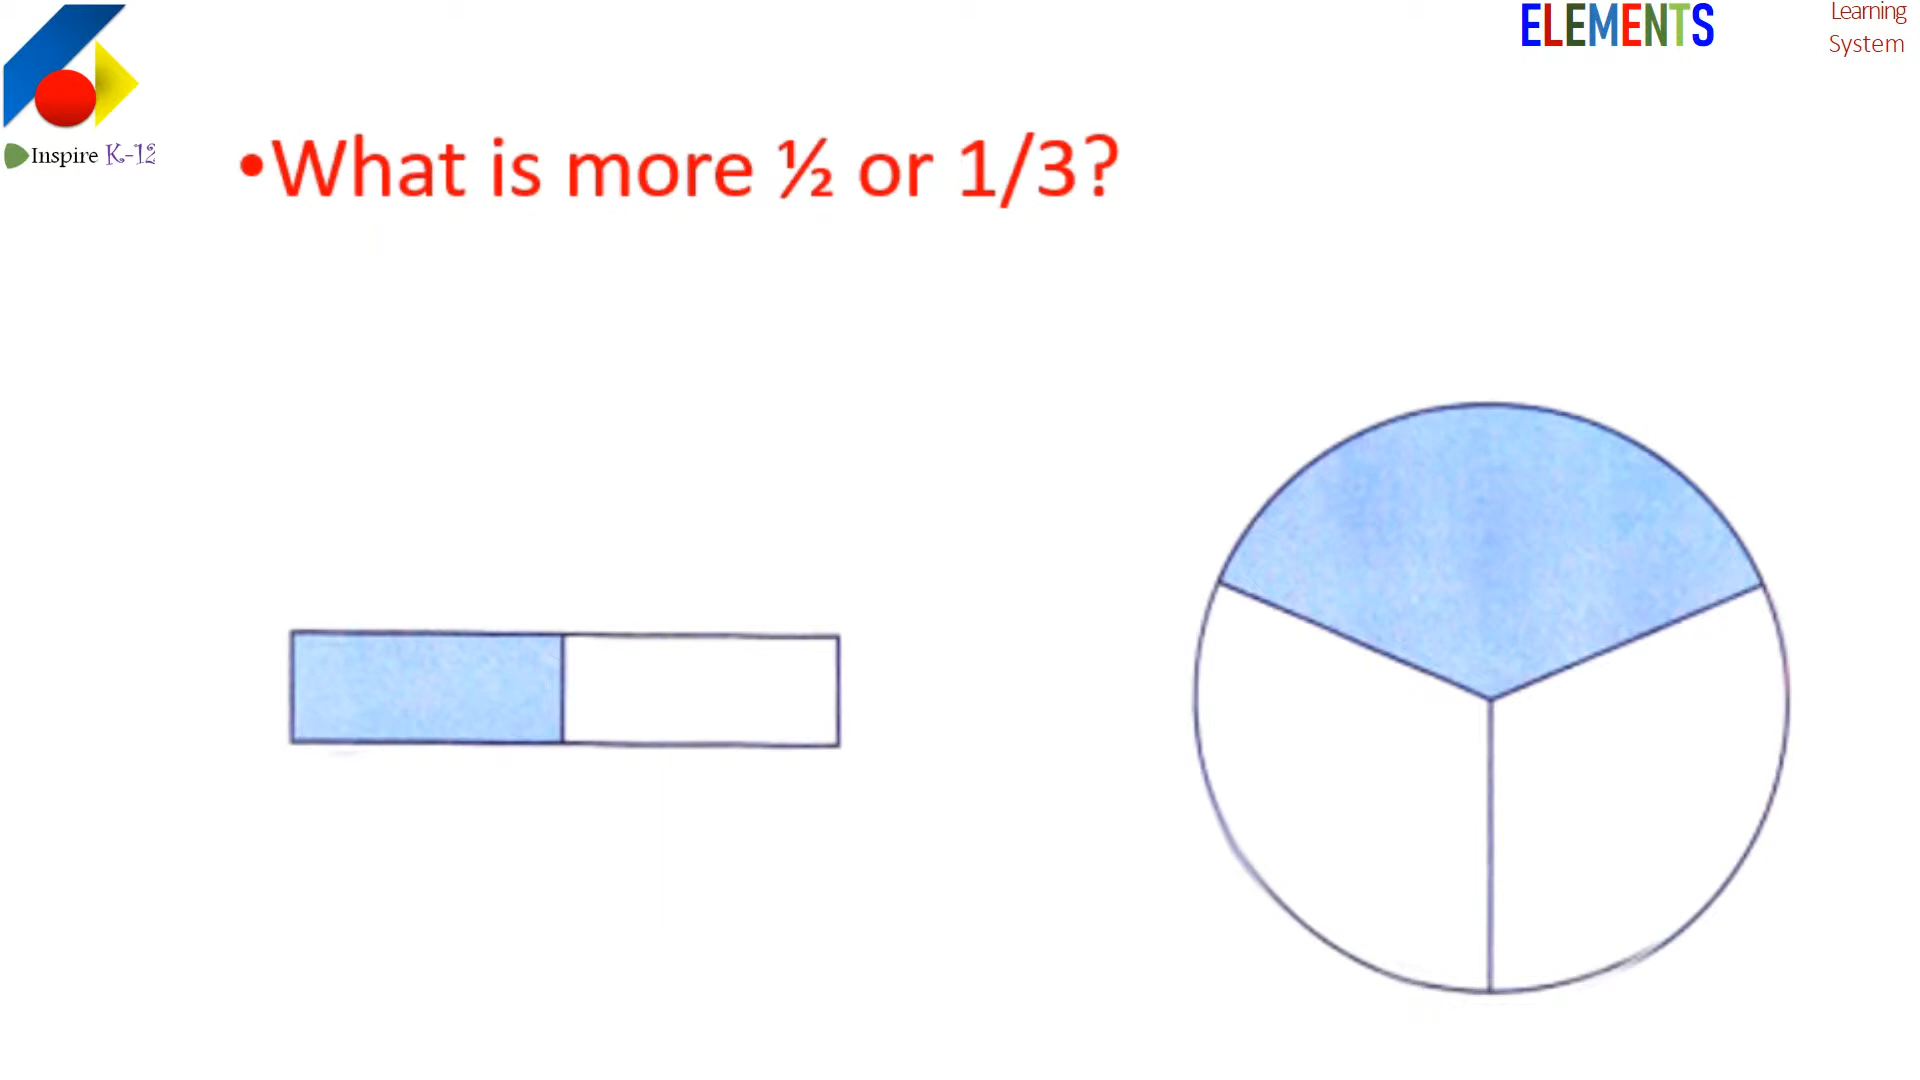 ELEMENTS
Learning
System
Inspire K-12
•What is more ½ or 1/3?